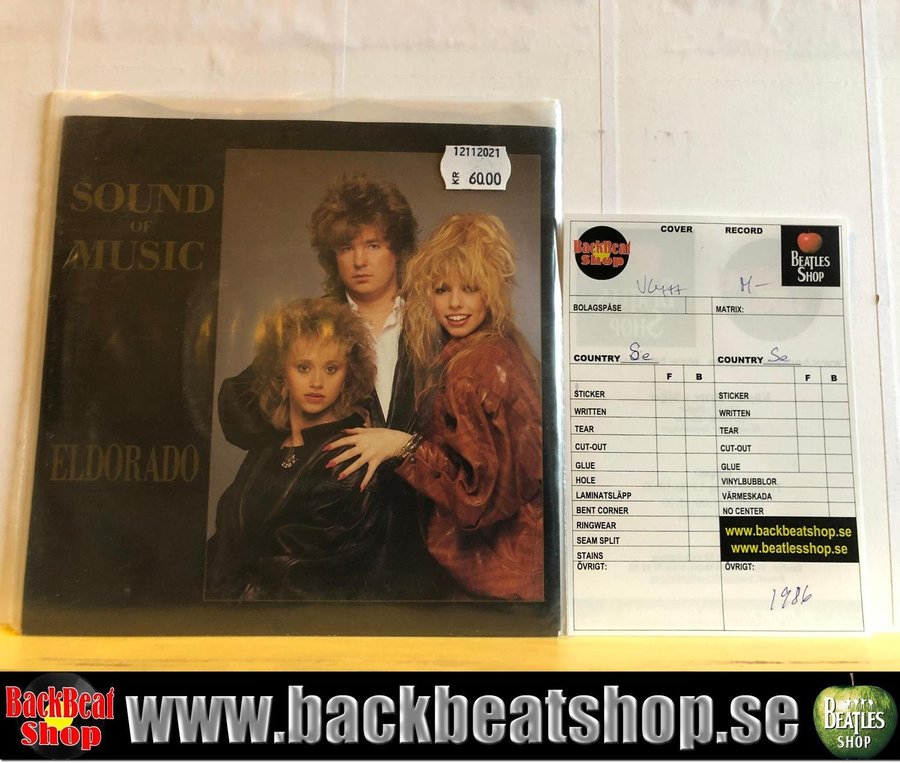 SOUND
OF
MUSIC
ELDORADO
12112021
KR 60.00
COVER RECORD
BackBeat
Shop
BEATLES
SHOP
VG++ M-
BOLAGSPÅSE MATRIX:
COUNTRY Se COUNTRY Se
F B F B
STICKER STICKER
WRITTEN WRITTEN
TEAR TEAR
CUT-OUT CUT-OUT
GLUE GLUE
HOLE VINYLBUBBLOR
LAMINATSLÄPP VÄRMESKADA
BENT CORNER NO CENTER
RINGWEAR
SEAM SPLIT
STAINS
www.backbeatshop.se
www.beatlesshop.se
ÖVRIGT: ÖVRIGT:
1986
BackBeat
Shop
www.backbeatshop.se
BEATLES
SHOP